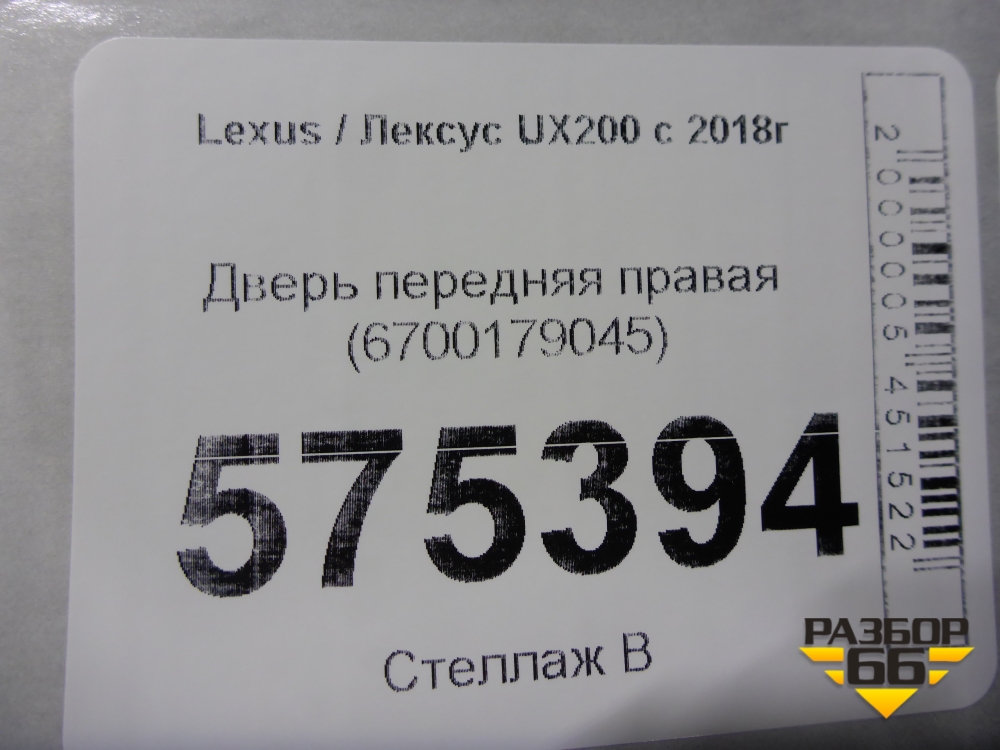 Lexus / Лексус UX200 с 2018г
Дверь передняя правая
(6700179045)
575394
Стеллаж В
2000005451522
РАЗБОР
66